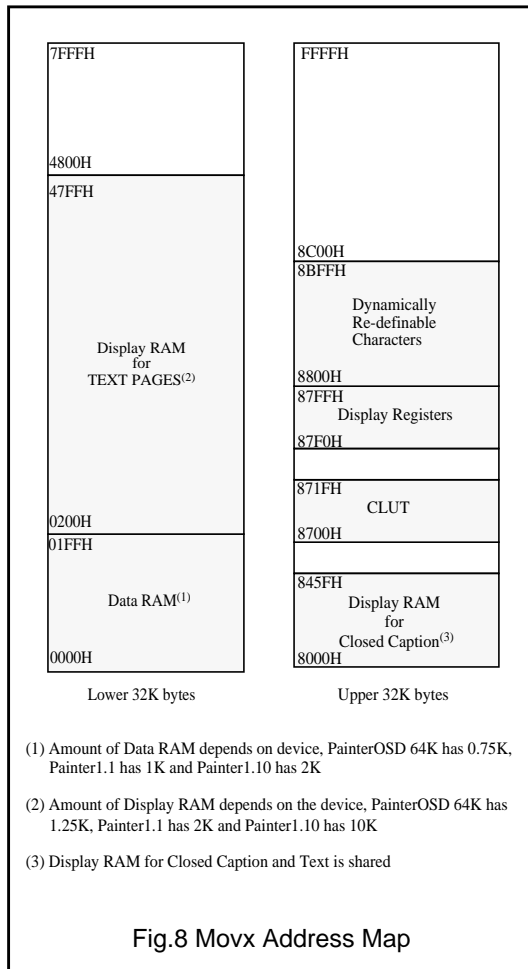 7FFFH
4800H
47FFH
Display RAM
for
TEXT PAGES(2)
0200H
01FFH
Data RAM(1)
0000H
Lower 32K bytes
FFFFH
8C00H
8BFFH
Dynamically
Re-definable
Characters
8800H
87FFH
Display Registers
87F0H
871FH
CLUT
8700H
845FH
Display RAM
for
Closed Caption(3)
8000H
Upper 32K bytes
(1) Amount of Data RAM depends on device, PainterOSD 64K has 0.75K,
Painter1.1 has 1K and Painter1.10 has 2K
(2) Amount of Display RAM depends on the device, PainterOSD 64K has
1.25K, Painter1.1 has 2K and Painter1.10 has 10K
(3) Display RAM for Closed Caption and Text is shared
Fig.8 Movx Address Map